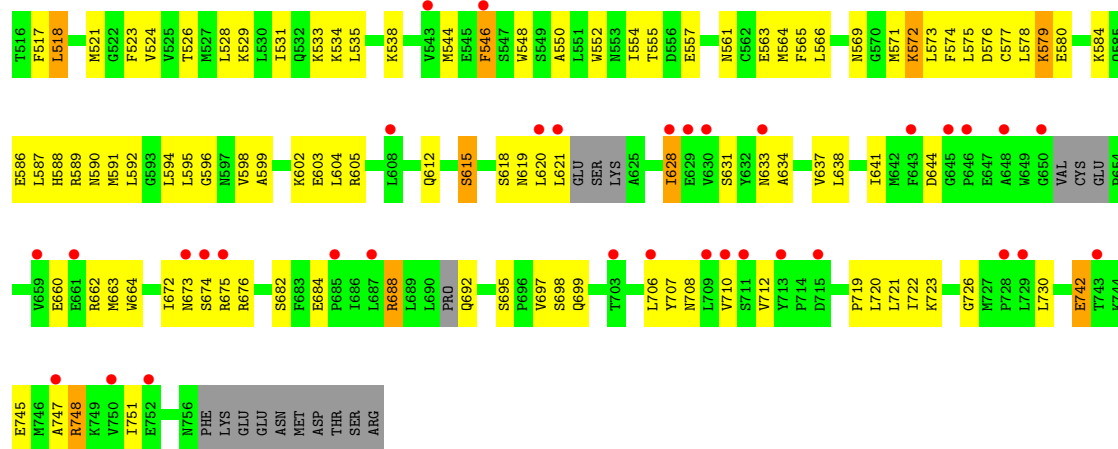 T516 F517 L518 M521 G522 F523 V524 V525 T526 M527 L528 K529 L530 I531 Q532 K533 K534 L535 K538 V543 M544 E545 F546 S547 W548 S549 A550 L551 W552 N553 I554 T555 D556 E557 N561 C562 E563 M564 F565 L566 N569 G570 M571 K572 L573 F574 L575 D576 C577 L578 K579 E580 K584
E586 L587 H588 R589 N590 M591 L592 G593 L594 L595 G596 N597 V598 A599 K602 E603 L604 R605 L608 Q612 S615 S618 N619 L620 L621 GLU SER LYS A625 I628 E629 V630 S631 Y632 N633 A634 V637 L638 I641 M642 F643 D644 G645 P646 E647 A648 W649 G650 VAL CYS GLU
V659 E660 E661 R662 M663 W664 I672 N673 S674 R675 R676 S682 F683 E684 P685 I686 L687 R688 L689 L690 PRO Q692 S695 P696 V697 S698 Q699 T703 L706 Y707 N708 L709 V710 S711 V712 Y713 P714 D715 P719 L720 L721 I722 K723 G726 M727 P728 L729 L730 E742 T743
E745 M746 A747 R748 K749 V750 I751 E752 N756 PHE LYS GLU GLU ASN MET ASP THR SER ARG